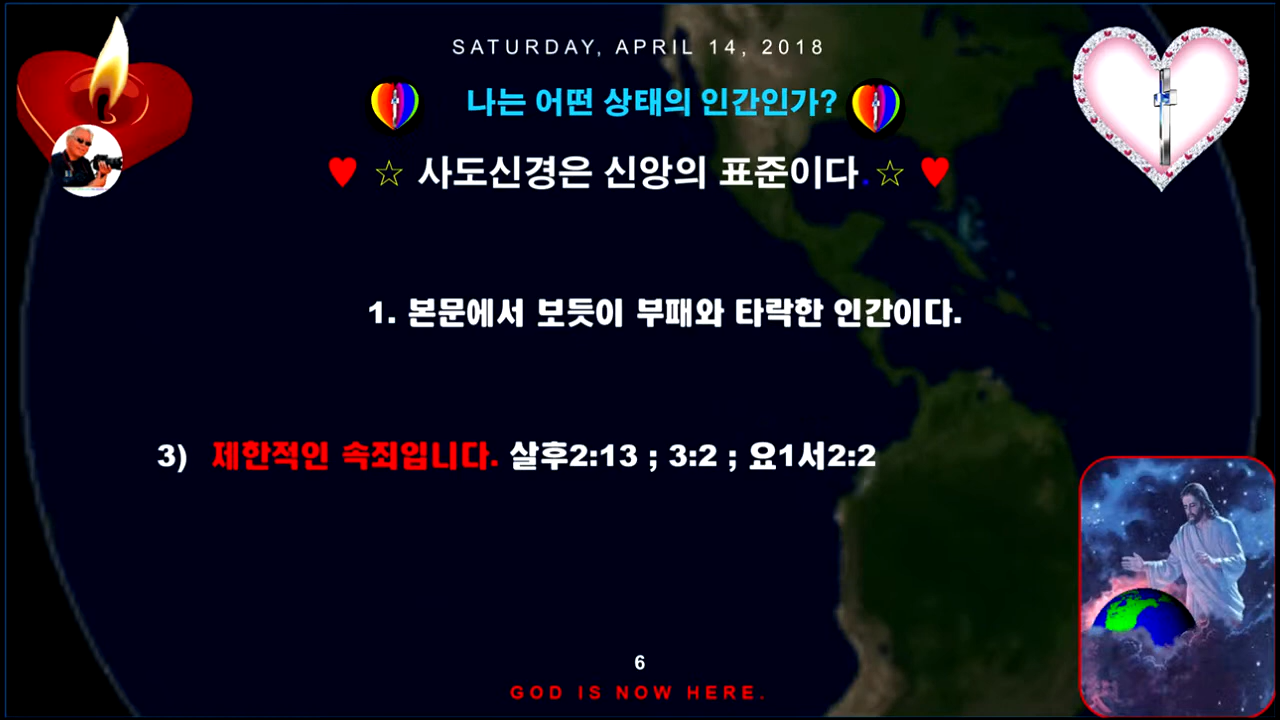 SATURDAY, APRIL 14, 2018
나는 어떤 상태의 인간인가?
♥ ☆ 사도신경은 신앙의 표준이다. ☆ ♥
1. 본문에서 보듯이 부패와 타락한 인간이다.
3) 제한적인 속죄입니다. 살후2:13 ; 3:2 ; 요1서2:2
6
GOD IS NOW HERE.